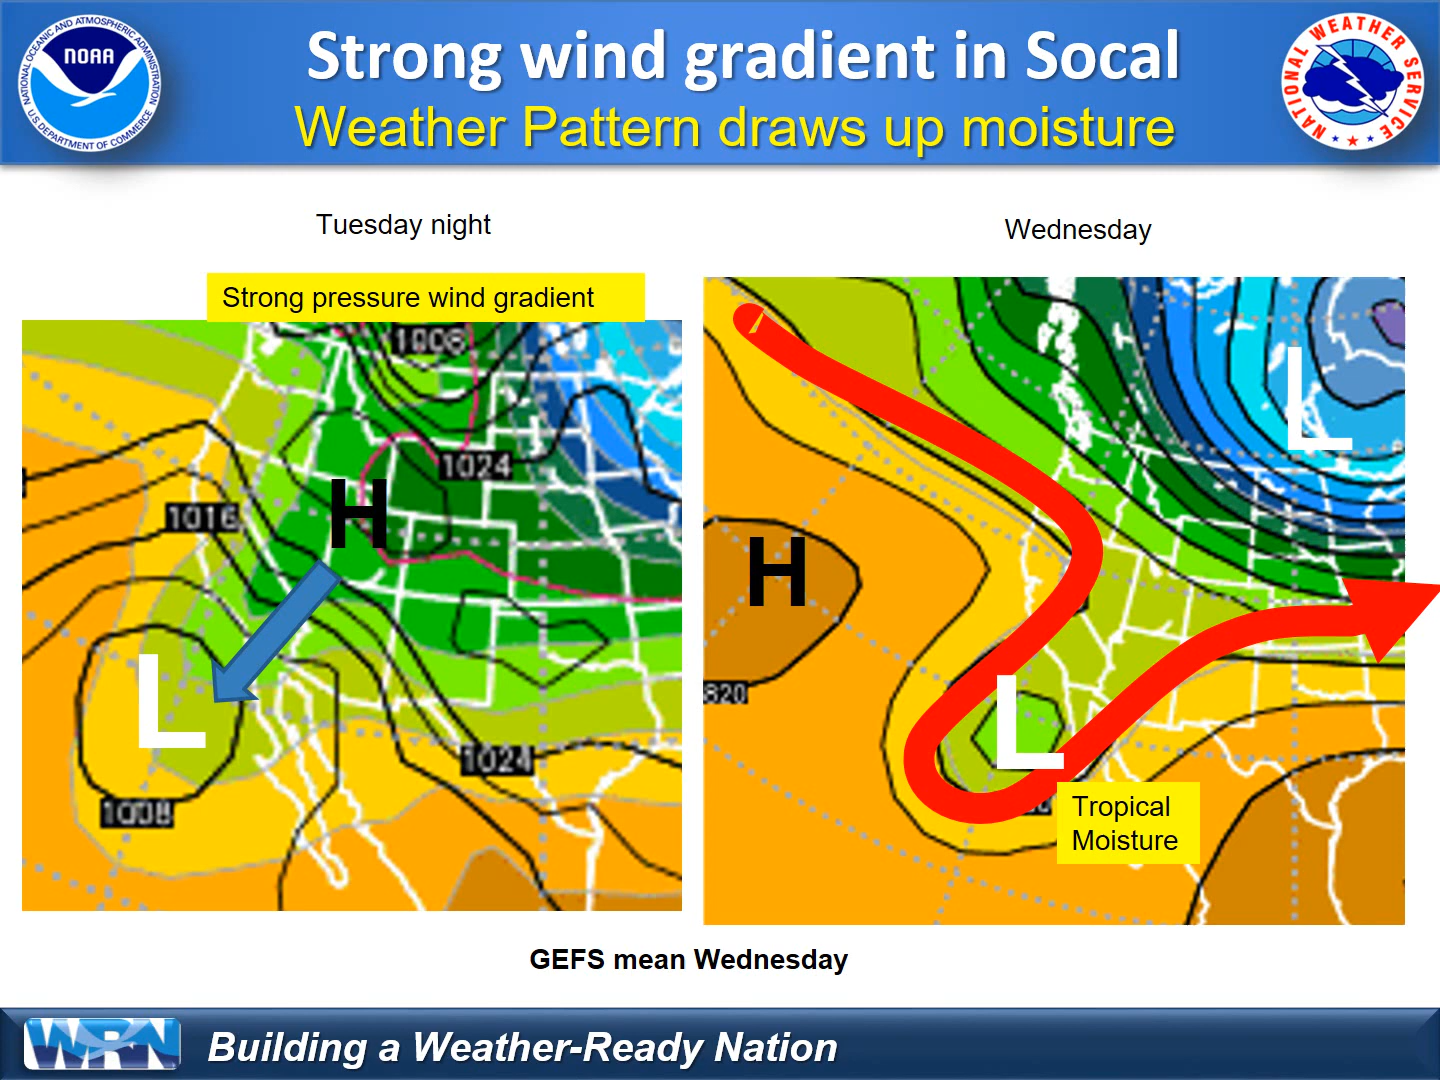 NATIONAL OCEANIC AND ATMOSPHERIC ADMINISTRATION
U.S. DEPARTMENT OF COMMERCE
NOAA
Strong wind gradient in Socal
Weather Pattern draws up moisture
NATIONAL WEATHER SERVICE
Tuesday night
Wednesday
Strong pressure wind gradient
1008
1024
1016
H
L
1024
1008
L
H
820
L
Tropical
Moisture
GEFS mean Wednesday
WRN
Building a Weather-Ready Nation